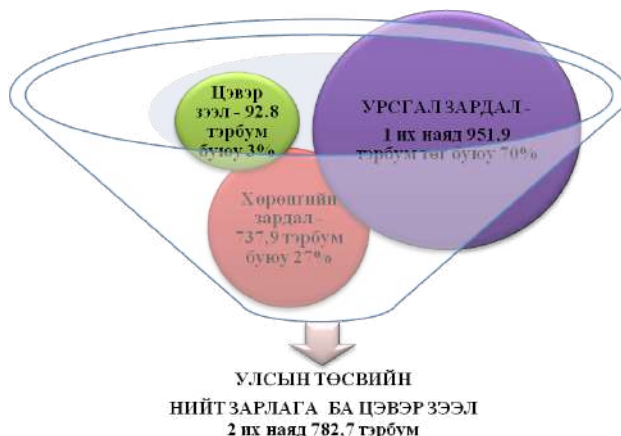 Цэвэр
зээл - 92.8
тэрбум
буюу 3%
УРСГАЛ ЗАРДАЛ -
1 их наяд 951,9
тэрбум төг буюу 70%
Хөрөнгийн
зардал -
737,9 тэрбум
буюу 27%
УЛСЫН ТӨСВИЙН
НИЙТ ЗАРЛАГА БА ЦЭВЭР ЗЭЭЛ
2 их наяд 782,7 тэрбум